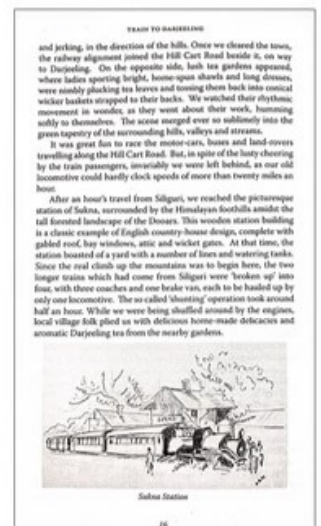 TRAIN TO DARJEELING
and jerking, in the direction of the hills. Once we cleared the town,
the railway alignment joined the Hill Cart Road beside it, on way
to Darjeeling. On the opposite side, lush tea gardens appeared,
where ladies sporting bright, home-spun shawls and long dresses,
were nimbly plucking tea leaves and tossing them back into conical
wicker baskets strapped to their backs. We watched their rhythmic
movement in wonder, as they went about their work, humming
softly to themselves. The scene merged ever so sublimely into the
green tapestry of the surrounding hills, valleys and streams.
It was great fun to race the motor-cars, buses and land-rovers
travelling along the Hill Cart Road. But, in spite of the lusty cheering
by the train passengers, invariably we were left behind, as our old
locomotive could hardly clock speeds of more than twenty miles an
hour.
After an hour's travel from Siliguri, we reached the picturesque
station of Sukna, surrounded by the Himalayan foothills amidst the
tall forested landscape of the Dooars. This wooden station building
is a classic example of English country-house design, complete with
gabled roof, bay windows, attic and wicket gates. At that time, the
station boasted of a yard with a number of lines and watering tanks.
Since the real climb up the mountains was to begin here, the two
longer trains which had come from Siliguri were 'broken up' into
four, with three coaches and one brake van, each to be hauled up by
only one locomotive. The so called 'shunting' operation took around
half an hour. While we were being shuffled around by the engines,
local village folk plied us with delicious home-made delicacies and
aromatic Darjeeling tea from the nearby gardens.
Sukna Station
16